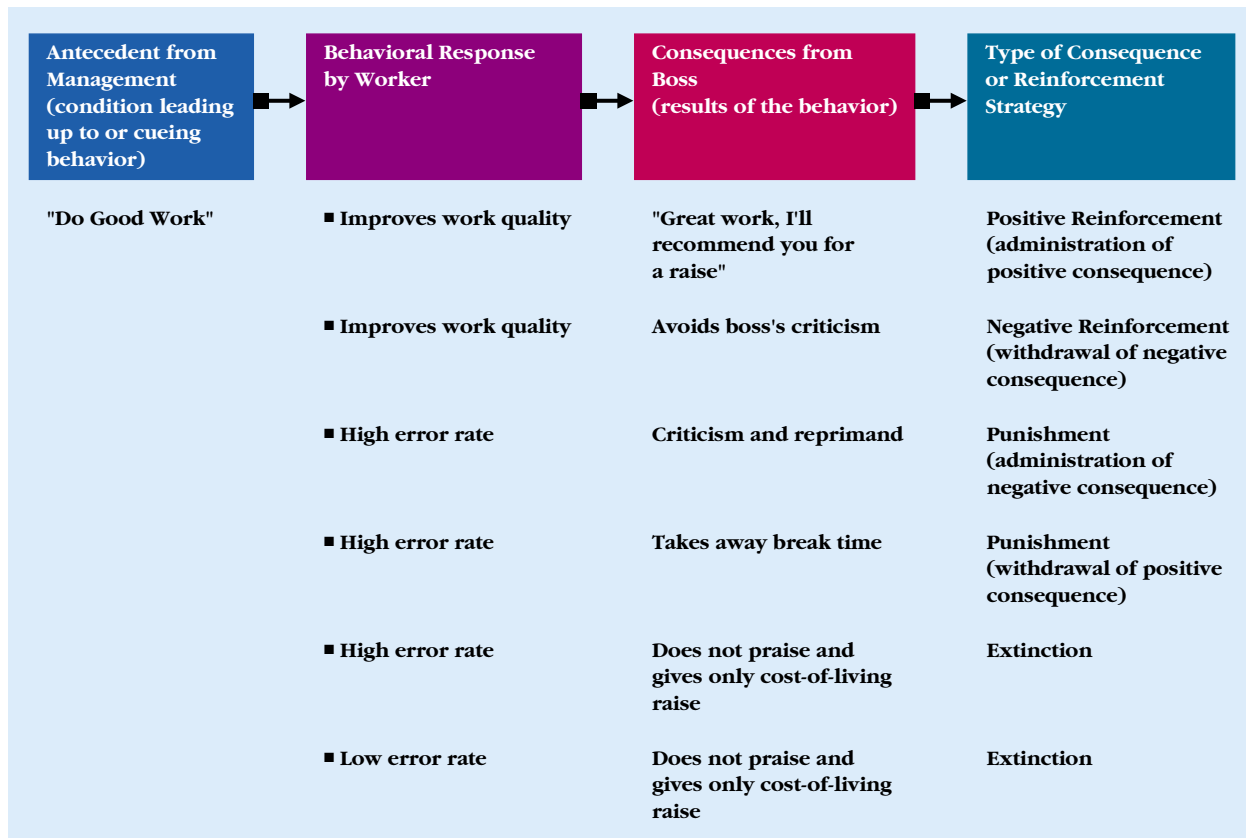 Antecedent from
Management
(condition leading
up to or cueing
behavior)
Behavioral Response
by Worker
Consequences from
Boss
(results of the behavior)
Type of Consequence
or Reinforcement
Strategy
"Do Good Work"
■ Improves work quality
"Great work, I'll
recommend you for
a raise"
Positive Reinforcement
(administration of
positive consequence)
■ Improves work quality
Avoids boss's criticism
Negative Reinforcement
(withdrawal of negative
consequence)
■ High error rate
Criticism and reprimand
Punishment
(administration of
negative consequence)
■ High error rate
Takes away break time
Punishment
(withdrawal of positive
consequence)
■ High error rate
Does not praise and
gives only cost-of-living
raise
Extinction
■ Low error rate
Does not praise and
gives only cost-of-living
raise
Extinction